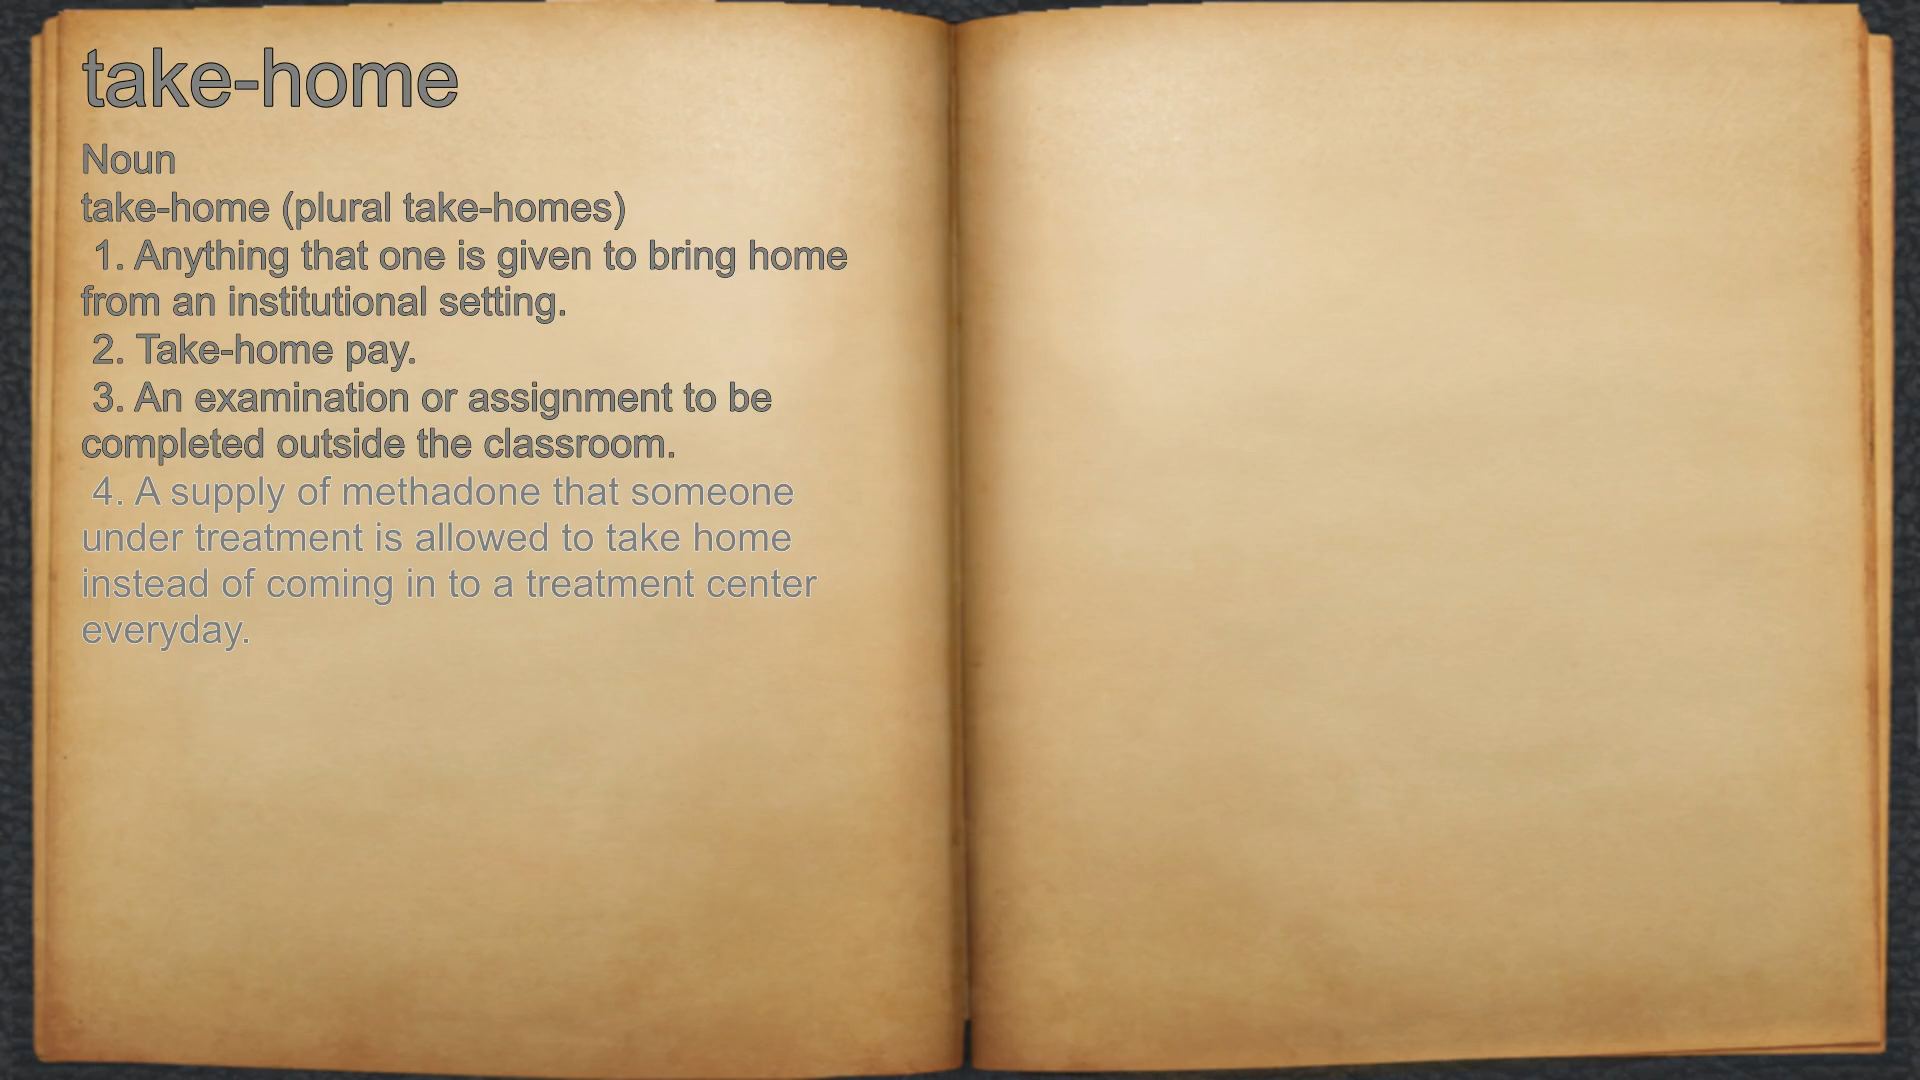 take-home
Noun
take-home (plural take-homes)
1. Anything that one is given to bring home
from an institutional setting.
2. Take-home pay.
3. An examination or assignment to be
completed outside the classroom.
4. A supply of methadone that someone
under treatment is allowed to take home
instead of coming in to a treatment center
everyday.